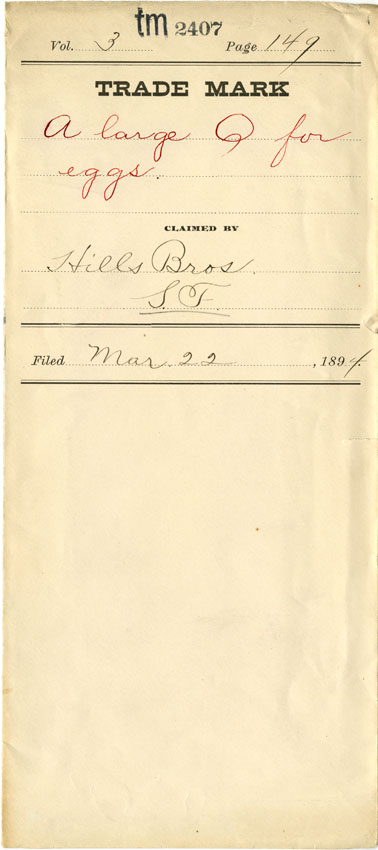 tm 2407
Vol. 3 Page 149
TRADE MARK
A large Q for
eggs.
CLAIMED BY
Hills Bros.
S.F.
Filed Mar. 22, 1894.